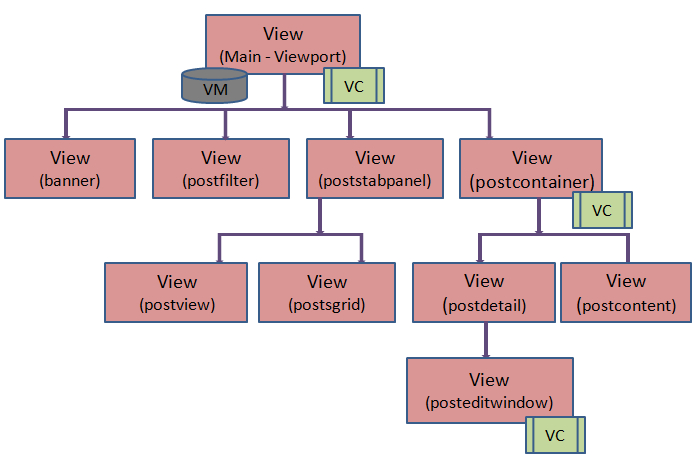 View
(Main - Viewport)
VM
VC
View
(banner)
View
(postfilter)
View
(poststabpanel)
View
(postcontainer)
VC
View
(postview)
View
(postsgrid)
View
(postdetail)
View
(postcontent)
View
(posteditwindow)
VC